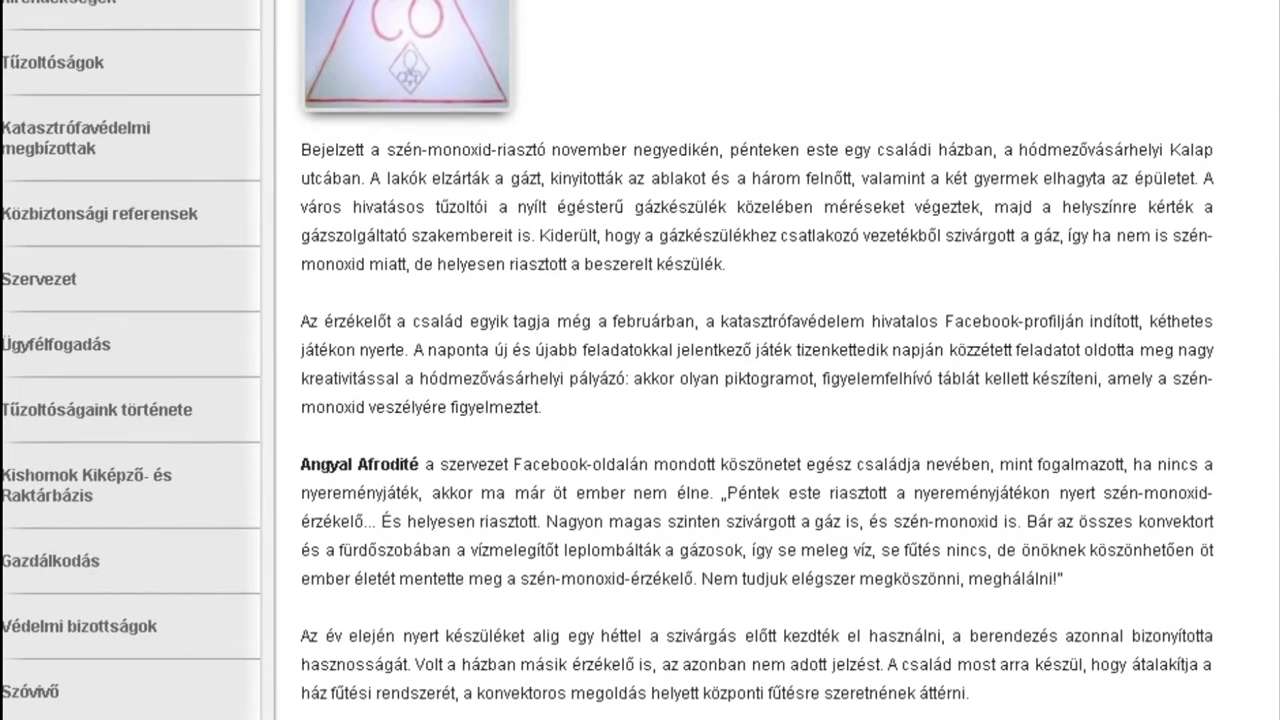 Tűzoltóságok
Katasztrófavédelmi
megbízottak
Közbiztonsági referensek
Szervezet
Ügyfélfogadás
Tűzoltóságaink története
Kishomok Kiképző- és
Raktárbázis
Gazdálkodás
Védelmi bizottságok
Szóvivő
CO
Bejelzett a szén-monoxid-riasztó november negyedikén, pénteken este egy családi házban, a hódmezővásárhelyi Kalap
utcában. A lakók elzárták a gázt, kinyitották az ablakot és a három felnőtt, valamint a két gyermek elhagyta az épületet. A
város hivatásos tűzoltói a nyílt égésterű gázkészülék közelében méréseket végeztek, majd a helyszínre kérték a
gázszolgáltató szakembereit is. Kiderült, hogy a gázkészülékhez csatlakozó vezetékből szivárgott a gáz, így ha nem is szén-
monoxid miatt, de helyesen riasztott a beszerelt készülék.
Az érzékelőt a család egyik tagja még a februárban, a katasztrófavédelem hivatalos Facebook-profilján indított, kéthetes
játékon nyerte. A naponta új és újabb feladatokkal jelentkező játék tizenkettedik napján közzétett feladatot oldotta meg nagy
kreativitással a hódmezővásárhelyi pályázó: akkor olyan piktogramot, figyelemfelhívó táblát kellett készíteni, amely a szén-
monoxid veszélyére figyelmeztet.
Angyal Afrodité a szervezet Facebook-oldalán mondott köszönetet egész családja nevében, mint fogalmazott, ha nincs a
nyereményjáték, akkor ma már öt ember nem élne. „Péntek este riasztott a nyereményjátékon nyert szén-monoxid-
érzékelő... És helyesen riasztott. Nagyon magas szinten szivárgott a gáz is, és szén-monoxid is. Bár az összes konvektort
és a fürdőszobában a vízmelegítőt leplombálták a gázosok, így se meleg víz, se fűtés nincs, de önöknek köszönhetően öt
ember életét mentette meg a szén-monoxid-érzékelő. Nem tudjuk elégszer megköszönni, meghálálni!"
Az év elején nyert készüléket alig egy héttel a szivárgás előtt kezdték el használni, a berendezés azonnal bizonyította
hasznosságát. Volt a házban másik érzékelő is, az azonban nem adott jelzést. A család most arra készül, hogy átalakítja a
ház fűtési rendszerét, a konvektoros megoldás helyett központi fűtésre szeretnének áttérni.